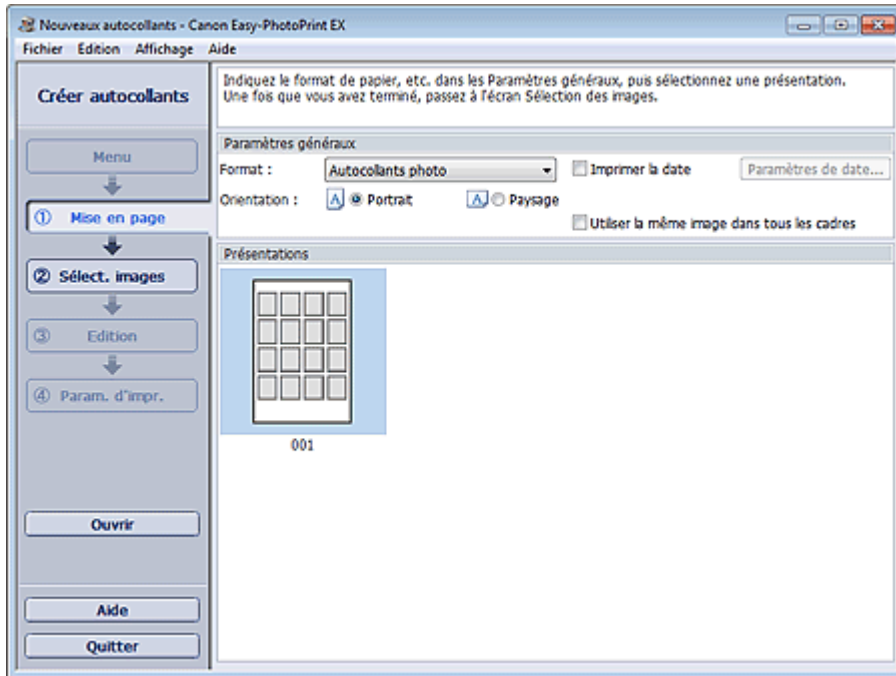 Nouveaux autocollants - Canon Easy-PhotoPrint EX
Fichier Edition Affichage Aide
Créer autocollants
Indiquez le format de papier, etc. dans les Paramètres généraux, puis sélectionnez une présentation.
Une fois que vous avez terminé, passez à l'écran Sélection des images.
Menu
① Mise en page
② Sélect. images
③ Edition
④ Param. d'impr.
Ouvrir
Aide
Quitter
Paramètres généraux
Format : Autocollants photo Imprimer la date Paramètres de date...
Orientation : A Portrait A Paysage
Utiliser la même image dans tous les cadres
Présentations
001